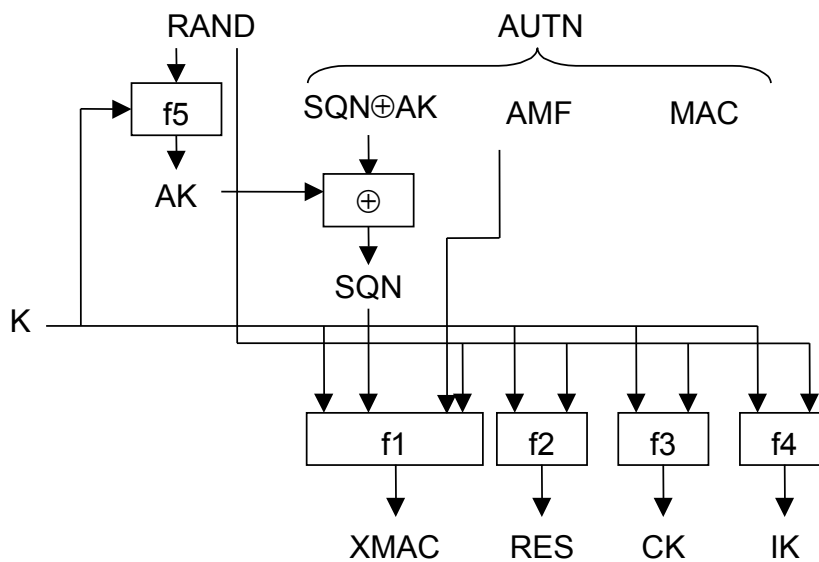 RAND AUTN
f5 SQN⊕AK AMF MAC
AK ⊕
SQN
K
f1 f2 f3 f4
XMAC RES CK IK